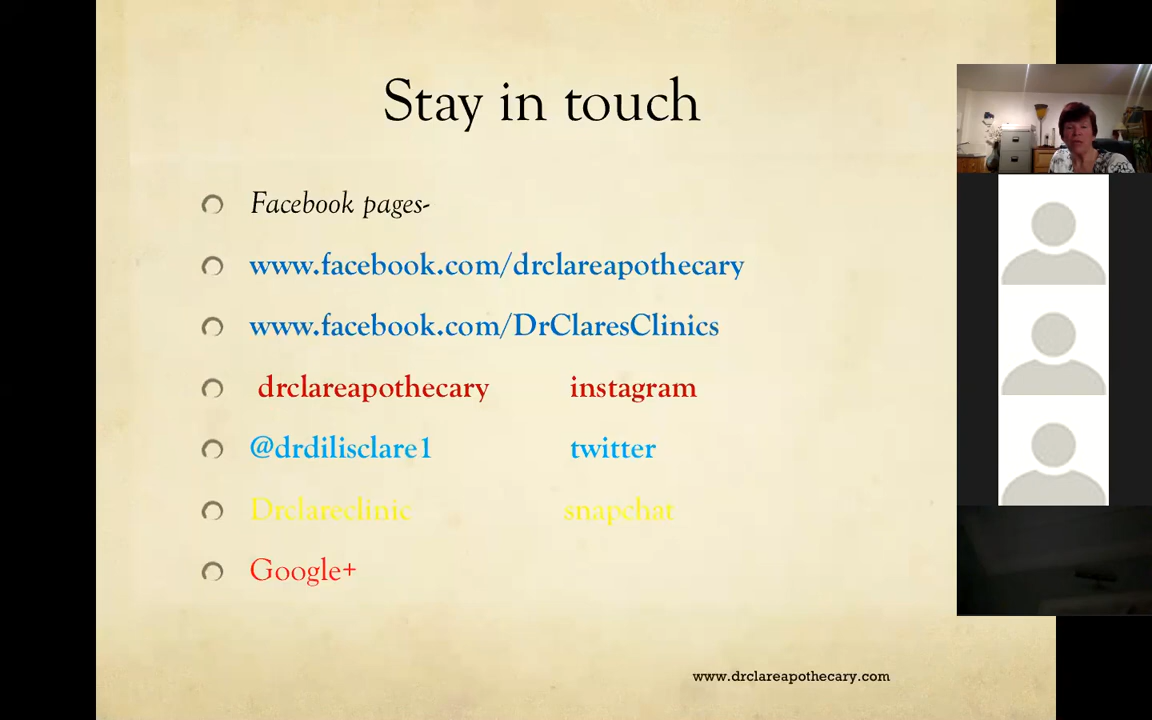 Stay in touch
Facebook pages-
www.facebook.com/drclareapothecary
www.facebook.com/DrClaresClinics
drclareapothecary instagram
@drdilisclare1 twitter
Drclareclinic snapchat
Google+
www.drclareapothecary.com